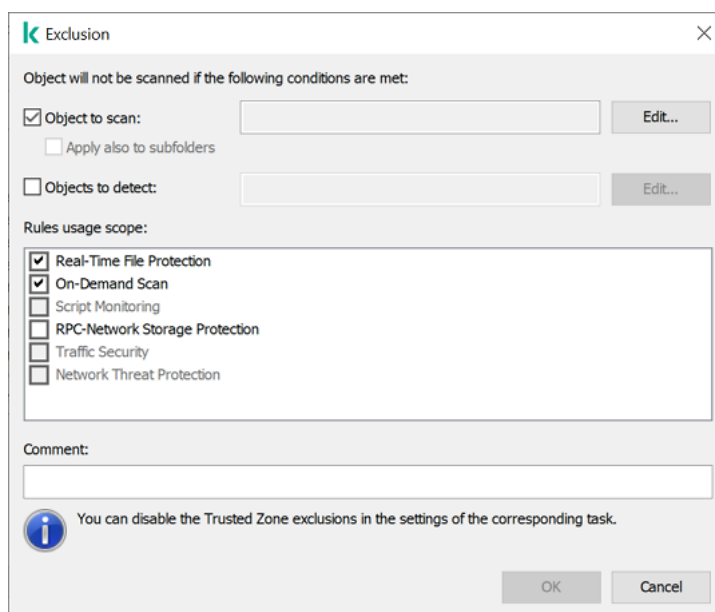 Exclusion
Object will not be scanned if the following conditions are met:
Object to scan:
Edit...
Apply also to subfolders
Objects to detect:
Edit...
Rules usage scope:
Real-Time File Protection
On-Demand Scan
Script Monitoring
RPC-Network Storage Protection
Traffic Security
Network Threat Protection
Comment:
You can disable the Trusted Zone exclusions in the settings of the corresponding task.
OK
Cancel